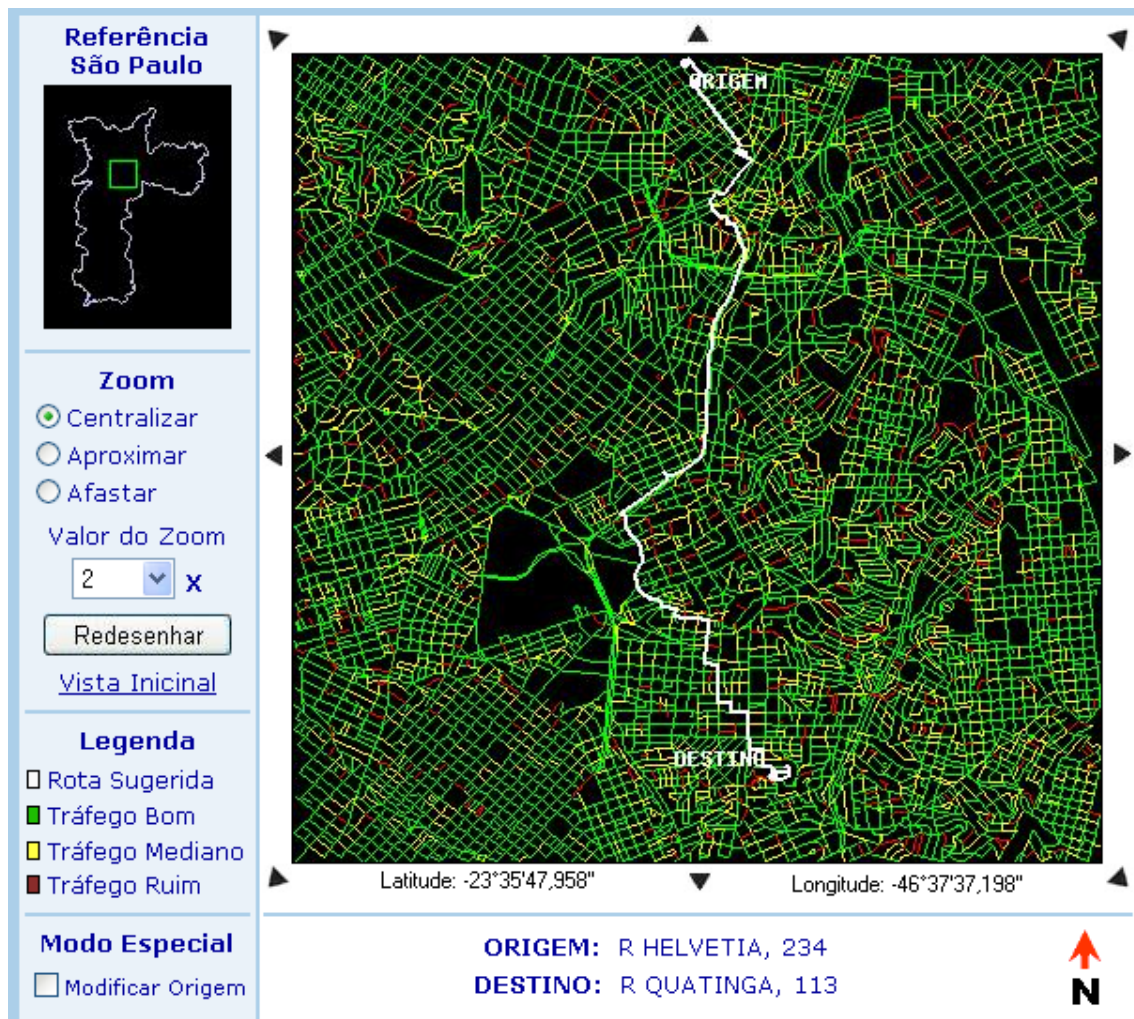 Referência
São Paulo
Zoom
Centralizar
Aproximar
Afastar
Valor do Zoom
2 X
Redesenhar
Vista Inicinal
Legenda
Rota Sugerida
Tráfego Bom
Tráfego Mediano
Tráfego Ruim
Modo Especial
Modificar Origem
ORIGEM
DESTINO
Latitude: -23°35'47,958" Longitude: -46°37'37,198"
ORIGEM: R HELVETIA, 234
DESTINO: R QUATINGA, 113
N